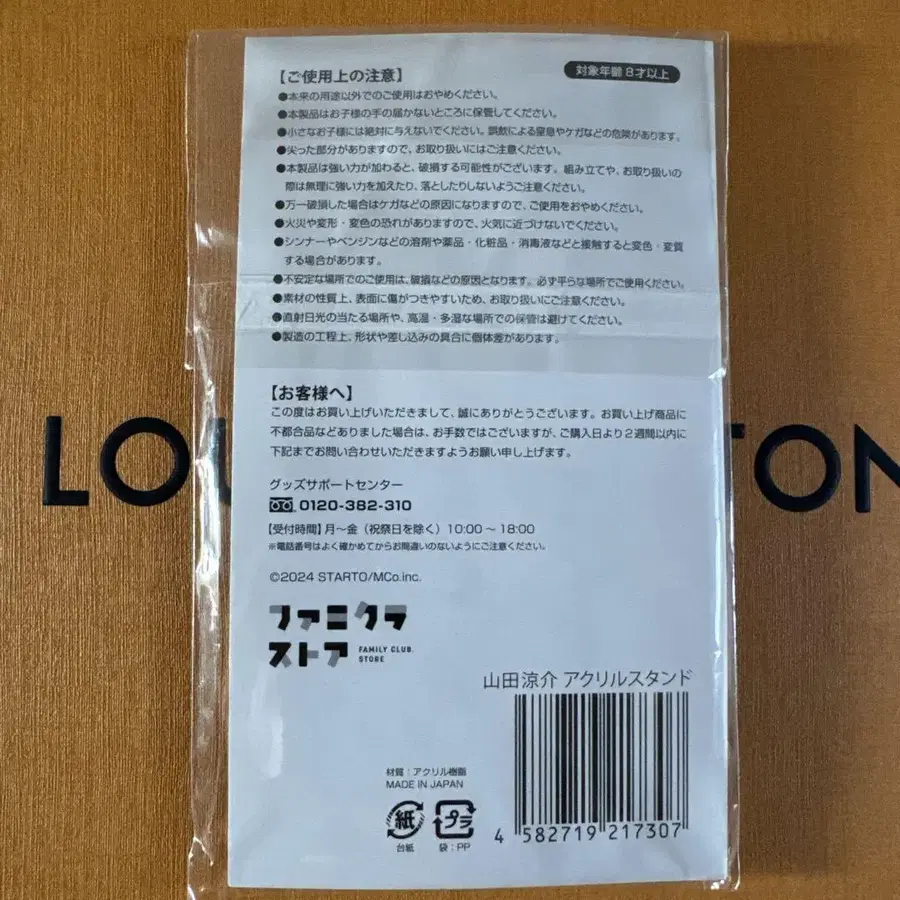 【ご使用上の注意】
対象年齢 8才以上
●本来の用途以外でのご使用はおやめください。
●本製品はお子様の手の届かないところに保管してください。
●小さなお子様には絶対に与えないでください。誤飲による窒息やケガなどの危険があります。
●尖った部分がありますので、お取り扱いにはご注意ください。
●本製品は強い力が加わると、破損する可能性がございます。組み立てや、お取り扱いの
際は無理に強い力を加えたり、落としたりしないようご注意ください。
●万一破損した場合はケガなどの原因になりますので、ご使用をおやめください。
●火災や変形・変色の恐れがありますので、火気に近づけないでください。
●シンナーやベンジンなどの溶剤や薬品・化粧品・消毒液などと接触すると変色・変質
する場合があります。
●不安定な場所でのご使用は、破損などの原因となります。必ず平らな場所でご使用ください。
●素材の性質上、表面に傷がつきやすいため、お取り扱いにご注意ください。
●直射日光の当たる場所や、高温・多湿な場所での保管は避けてください。
●製造の工程上、形状や差し込みの具合に個体差があります。
【お客様へ】
この度はお買い上げいただきまして、誠にありがとうございます。お買い上げ商品に
不都合品などありました場合は、お手数ではございますが、ご購入日より2週間以内に
下記までお問い合わせいただきますようお願い申し上げます。
LOU
TON
グッズサポートセンター
0120-382-310
【受付時間】月～金（祝祭日を除く）10:00～18:00
※電話番号はよく確かめてからお間違いのないようにご注意ください。
©2024 STARTO/MCo.inc.
ファミクラ
ストア
FAMILY CLUB
STORE
山田涼介 アクリルスタンド
材質：アクリル樹脂
MADE IN JAPAN
紙
プラ
台紙
袋：PP
4 582719 217307